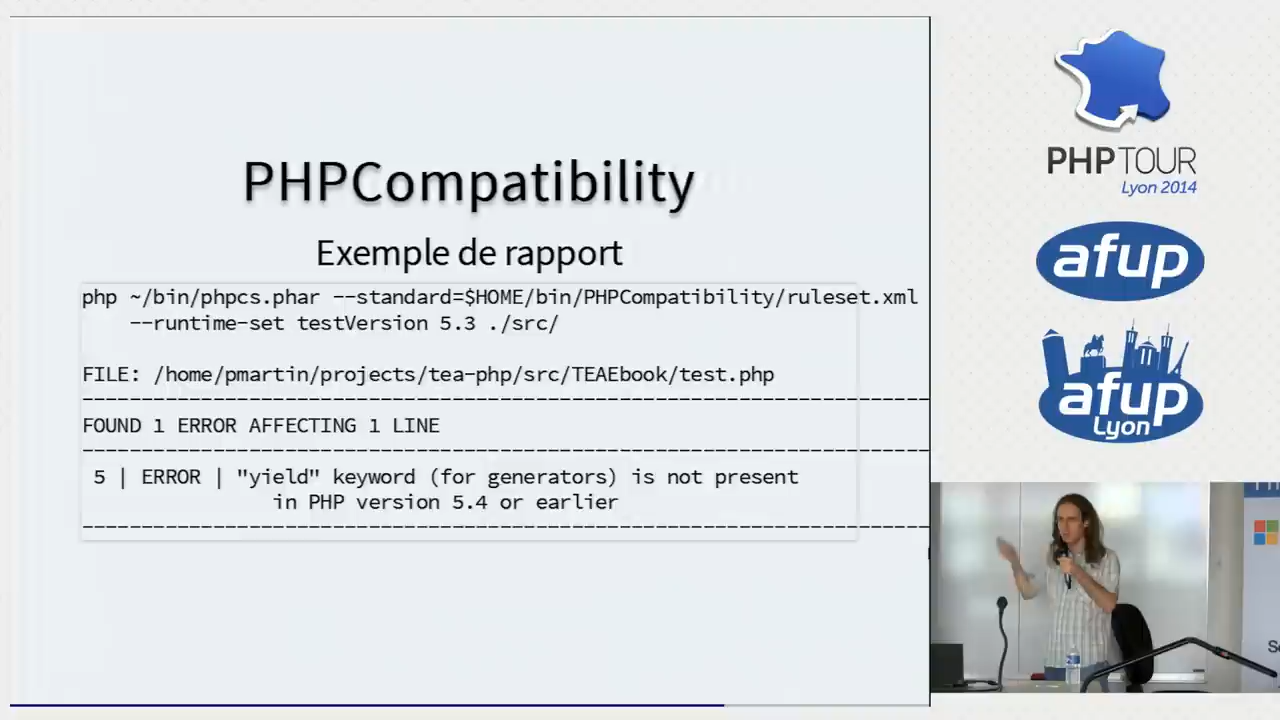 PHPCompatibility
Exemple de rapport
php ~/bin/phpcs.phar --standard=$HOME/bin/PHPCompatibility/ruleset.xml
--runtime-set testVersion 5.3 ./src/
FILE: /home/pmartin/projects/tea-php/src/TEAEbook/test.php
--------------------------------------------------------------------------------
FOUND 1 ERROR AFFECTING 1 LINE
--------------------------------------------------------------------------------
5 | ERROR | "yield" keyword (for generators) is not present
in PHP version 5.4 or earlier
--------------------------------------------------------------------------------
PHP TOUR
Lyon 2014
afup
afup
Lyon